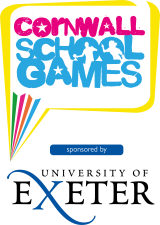 CORNWALL
SCHOOL
GAMES
sponsored by
UNIVERSITY OF
EXETER